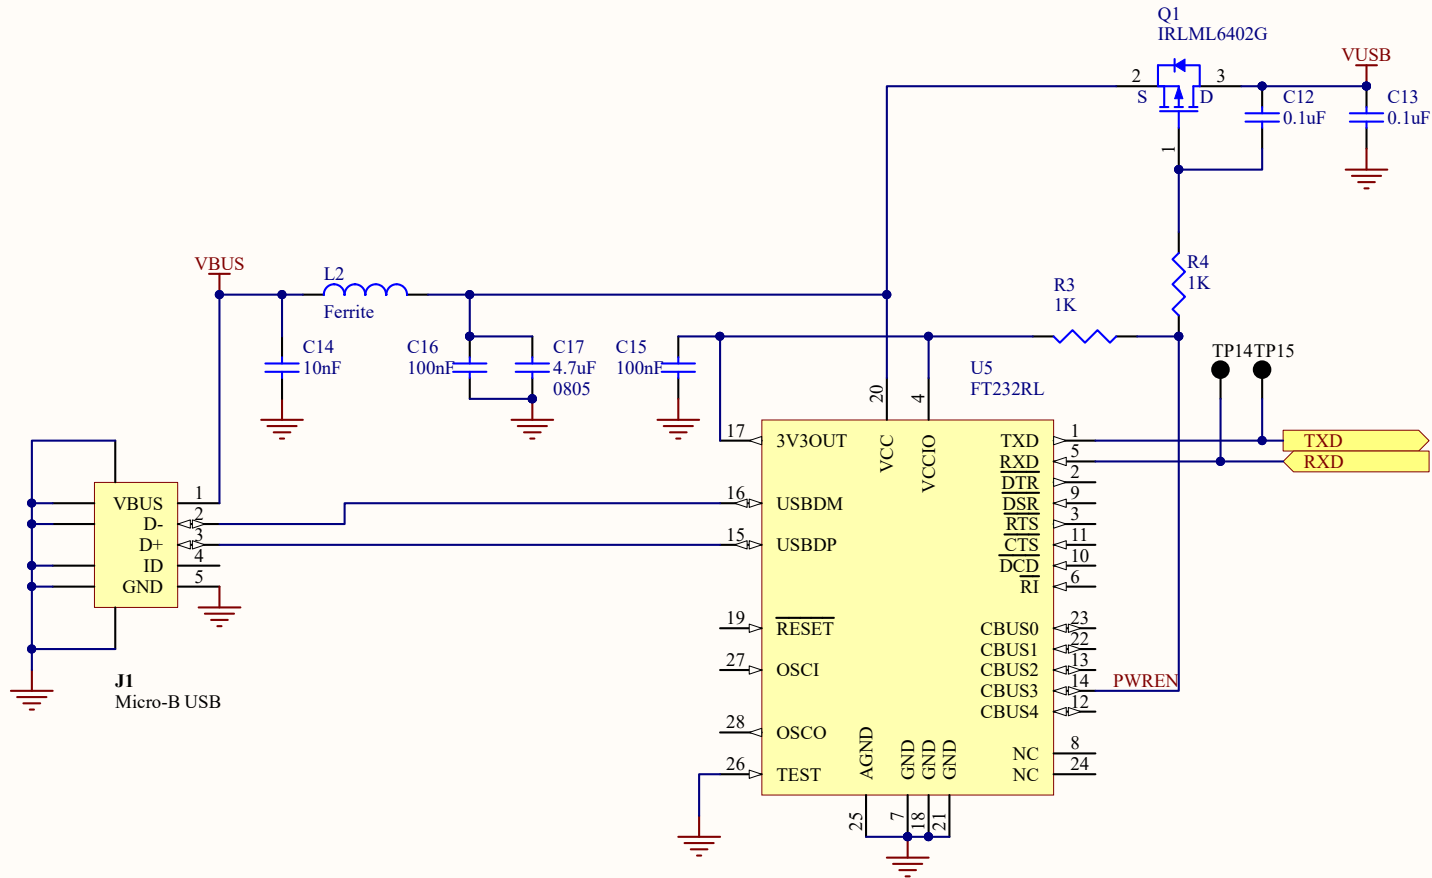 Q1
IRLML6402G
VUSB
2
3
S
D
C12
0.1uF
C13
0.1uF
1
VBUS
L2
Ferrite
R4
1K
R3
1K
C14
10nF
C16
100nF
C17
4.7uF
0805
C15
100nF
TP14
TP15
U5
FT232RL
20
4
17
3V3OUT
VCC
VCCIO
TXD
1
TXD
RXD
5
RXD
DTR
2
16
USBDM
DSR
9
RTS
3
15
USBDP
CTS
11
DCD
10
RI
6
VBUS
1
D-
2
D+
3
ID
4
GND
5
19
RESET
CBUS0
23
CBUS1
22
27
OSCI
CBUS2
13
CBUS3
14
PWREN
CBUS4
12
J1
Micro-B USB
28
OSCO
NC
8
26
TEST
NC
24
AGND
GND
GND
GND
25
7
18
21